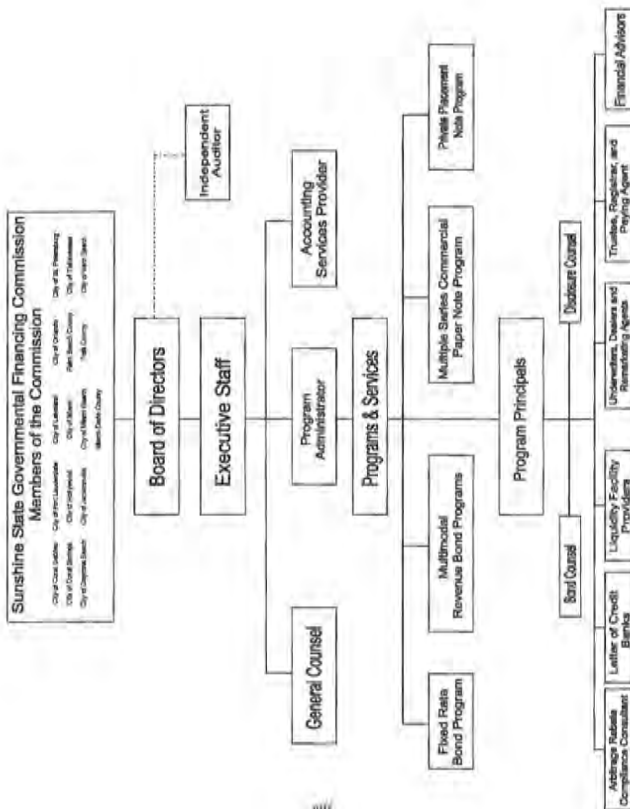 Sunshine State Governmental Financing Commission
Members of the Commission
City of Coral Gables City of Fort Lauderdale City of Lakeland City of Orlando City of St. Petersburg
City of Coral Springs City of Hollywood City of Miami Palm Beach County City of Tallahassee
City of Daytona Beach City of Jacksonville City of Miami Beach Polk County City of Vero Beach
Miami-Dade County
Board of Directors
Independent
Auditor
Executive Staff
General Counsel
Program
Administrator
Accounting
Services Provider
Programs & Services
Fixed Rate
Bond Program
Multimodal
Revenue Bond Programs
Multiple Series Commercial
Paper Note Program
Private Placement
Note Program
Program Principals
Bond Counsel
Disclosure Counsel
Arbitrage Rebate
Compliance Consultant
Letter of Credit
Banks
Liquidity Facility
Providers
Underwriters, Dealers and
Remarketing Agents
Trustee, Registrar, and
Paying Agent
Financial Advisors